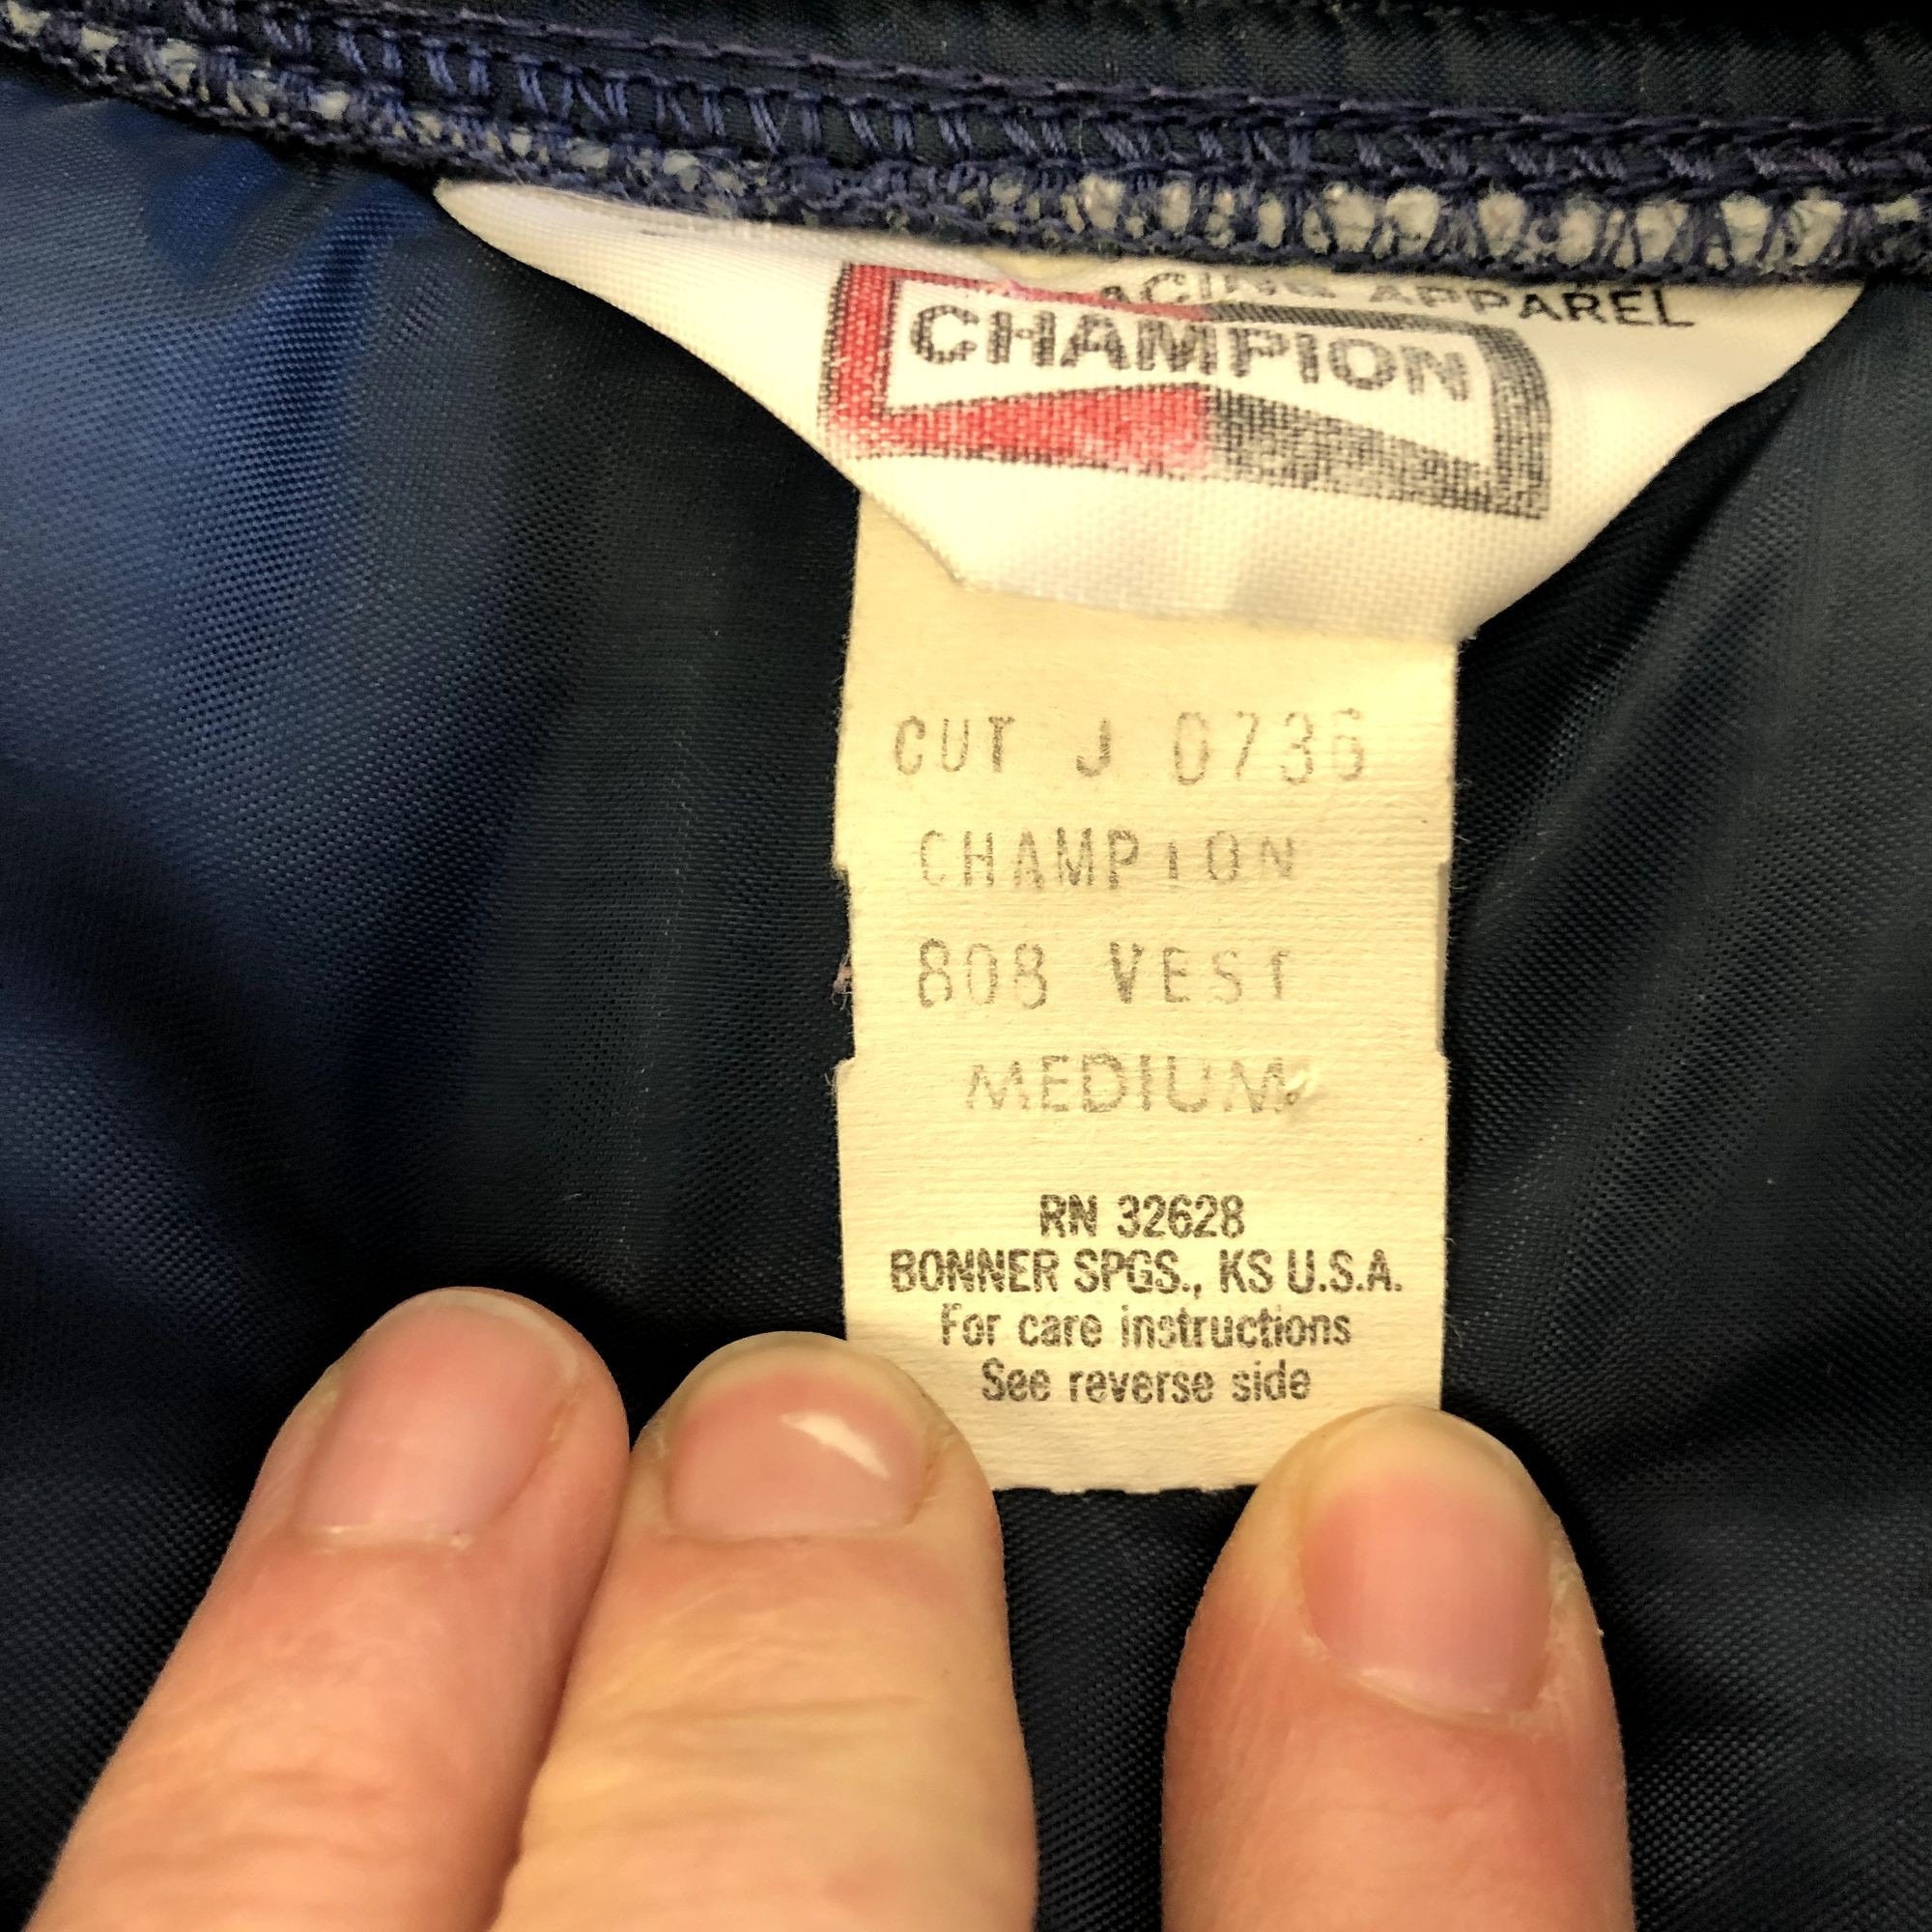 ACING APPAREL
CHAMPION
CUT J 0736
CHAMPION
808 VEST
MEDIUM
RN 32628
BONNER SPGS., KS U.S.A.
For care instructions
See reverse side